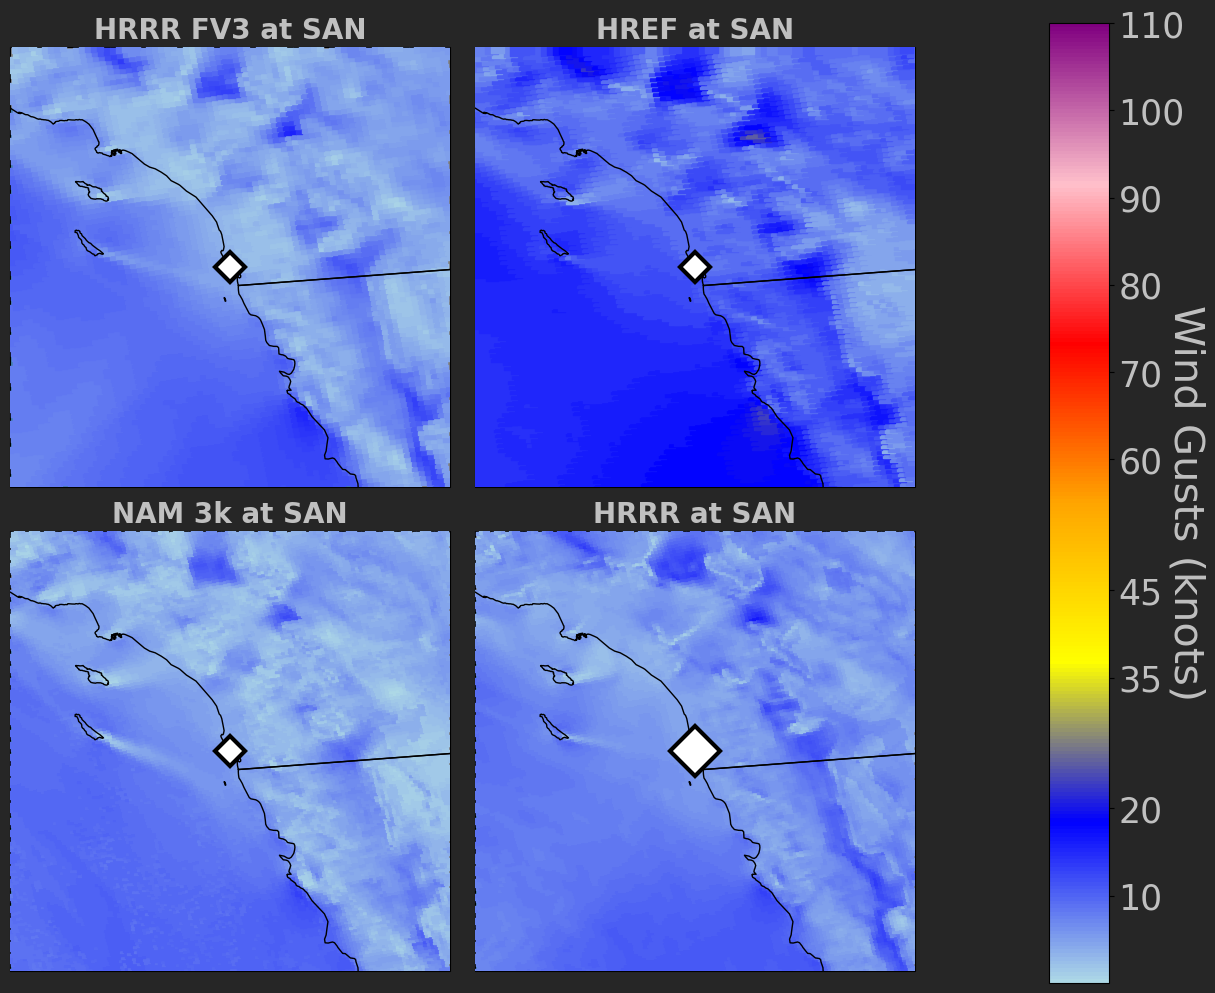 HRRR FV3 at SAN
HREF at SAN
NAM 3k at SAN
HRRR at SAN
110
100
90
80
70
60
45
35
20
10
Wind Gusts (knots)